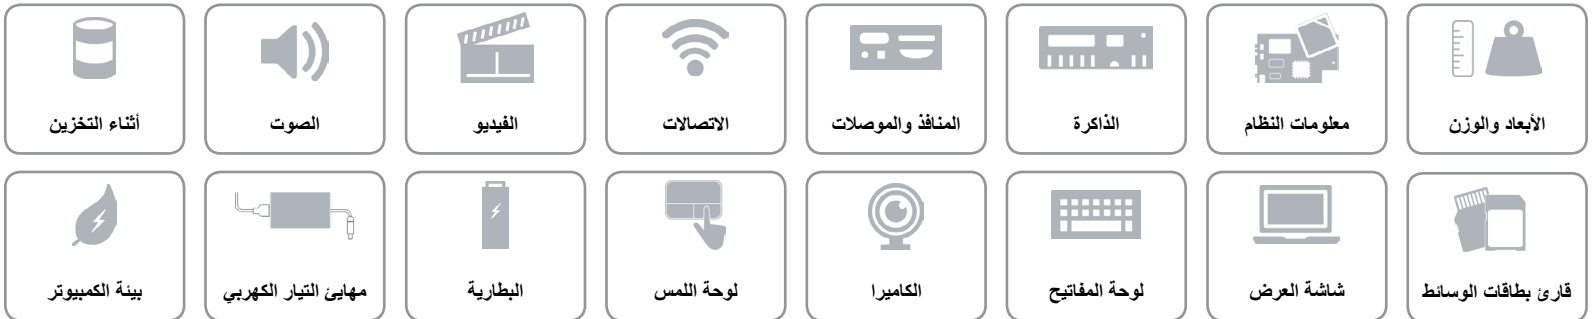 الأبعاد والوزن
معلومات النظام
الذاكرة
المنافذ والموصلات
الاتصالات
الفيديو
الصوت
أثناء التخزين
قارئ بطاقات الوسائط
شاشة العرض
لوحة المفاتيح
الكاميرا
لوحة اللمس
البطارية
مهايئ التيار الكهربي
بيئة الكمبيوتر